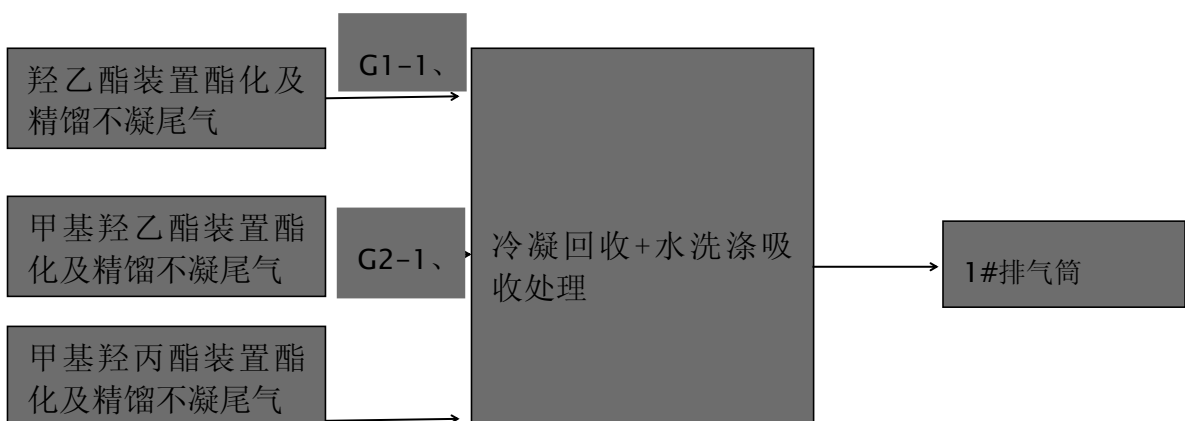 羟乙酯装置酯化及
精馏不凝尾气
G1-1、
甲基羟乙酯装置酯
化及精馏不凝尾气
G2-1、
甲基羟丙酯装置酯
化及精馏不凝尾气
冷凝回收+水洗涤吸
收处理
1#排气筒